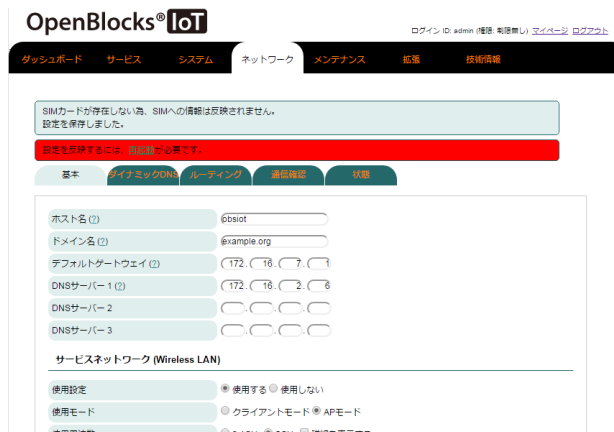 OpenBlocks® IoT
ログイン ID: admin (権限: 制限無し) マイページ ログアウト
ダッシュボード サービス システム ネットワーク メンテナンス 拡張 技術情報
SIMカードが存在しない為、SIMへの情報は反映されません。
設定を保存しました。
設定を反映するには、再起動が必要です。
基本 ダイナミックDNS ルーティング 通信確認 状態
ホスト名 (?) obsiot
ドメイン名 (?) example.org
デフォルトゲートウェイ (?) 172 . 16 . 7 . 1
DNSサーバー 1 (?) 172 . 16 . 2 . 6
DNSサーバー 2 . . .
DNSサーバー 3 . . .
サービスネットワーク (Wireless LAN)
使用設定 使用する 使用しない
使用モード クライアントモード APモード